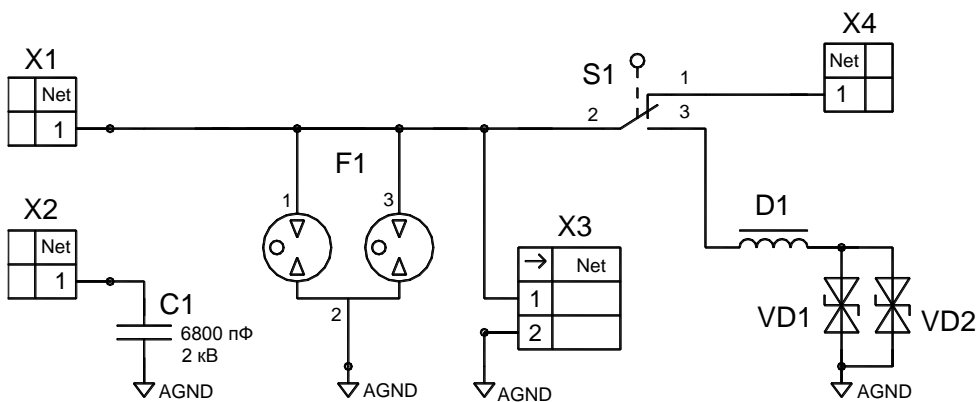 X1
Net
1
X2
Net
1
C1
6800 пФ
2 кВ
AGND
F1
1
3
2
AGND
X3
→ Net
1
2
AGND
S1
2
1
3
X4
Net
1
D1
VD1
VD2
AGND